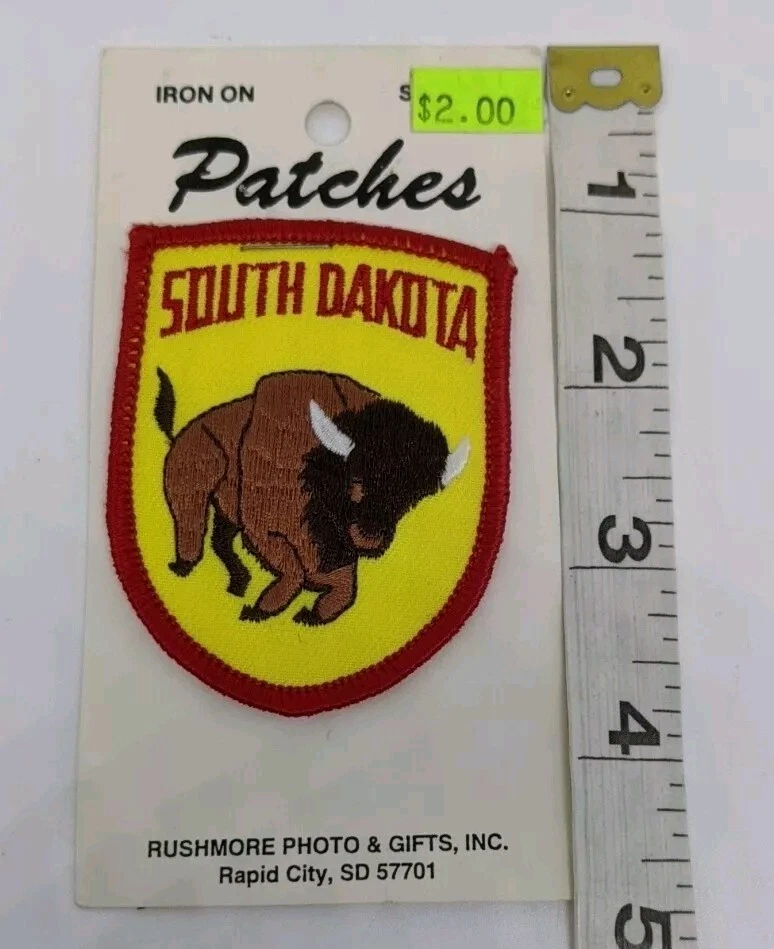 IRON ON S
$2.00
Patches
SOUTH DAKOTA
RUSHMORE PHOTO & GIFTS, INC.
Rapid City, SD 57701
1
2
3
4
5